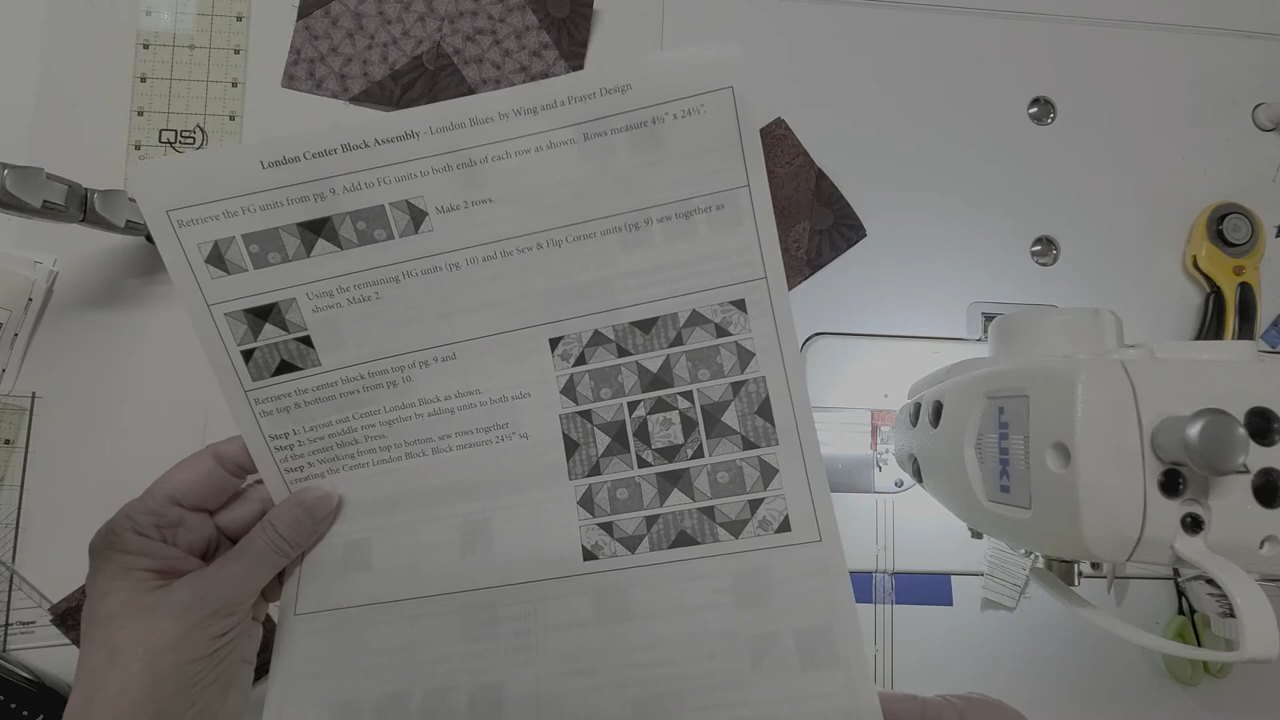 London Center Block Assembly - London Blues by Wing and a Prayer Design
Retrieve the FG units from pg. 9. Add to FG units to both ends of each row as shown. Rows measure 4½" x 24½".
Make 2 rows.
Using the remaining HG units (pg. 10) and the Sew & Flip Corner units (pg. 9) sew together as
shown. Make 2.
Retrieve the center block from top of pg. 9 and
the top & bottom rows from pg. 10.
Step 1: Layout out Center London Block as shown.
Step 2: Sew middle row together by adding units to both sides
of the center block. Press.
Step 3: Working from top to bottom, sew rows together
creating the Center London Block. Block measures 24½" sq.
QS
JUKI
Clipper